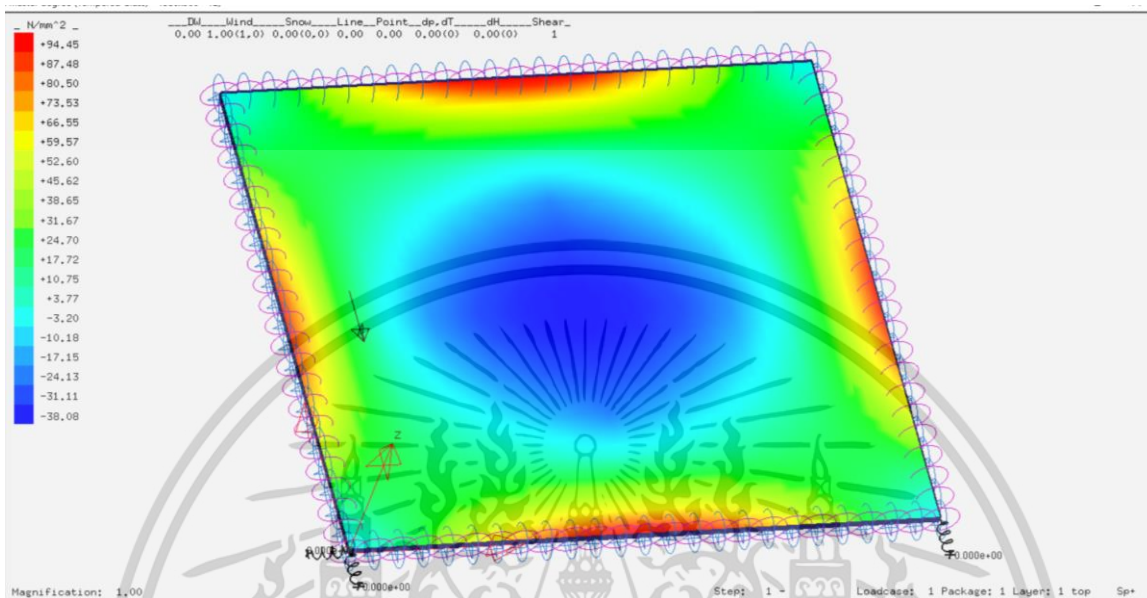 _ N/mm^2 _
___DW____Wind_____Snow____Line__Point__dp,dT_____dH____Shear_
0.00 1.00(1,0) 0.00(0,0) 0.00 0.00 0.00(0) 0.00(0) 1
+94.45
+87.48
+80.50
+73.53
+66.55
+59.57
+52.60
+45.62
+38.65
+31.67
+24.70
+17.72
+10.75
+3.77
-3.20
-10.18
-17.15
-24.13
-31.11
-38.08
Z
0.000e+00
0.000e+00
Magnification: 1.00
Step: 1 -
Loadcase: 1 Package: 1 Layer: 1 top Sp+